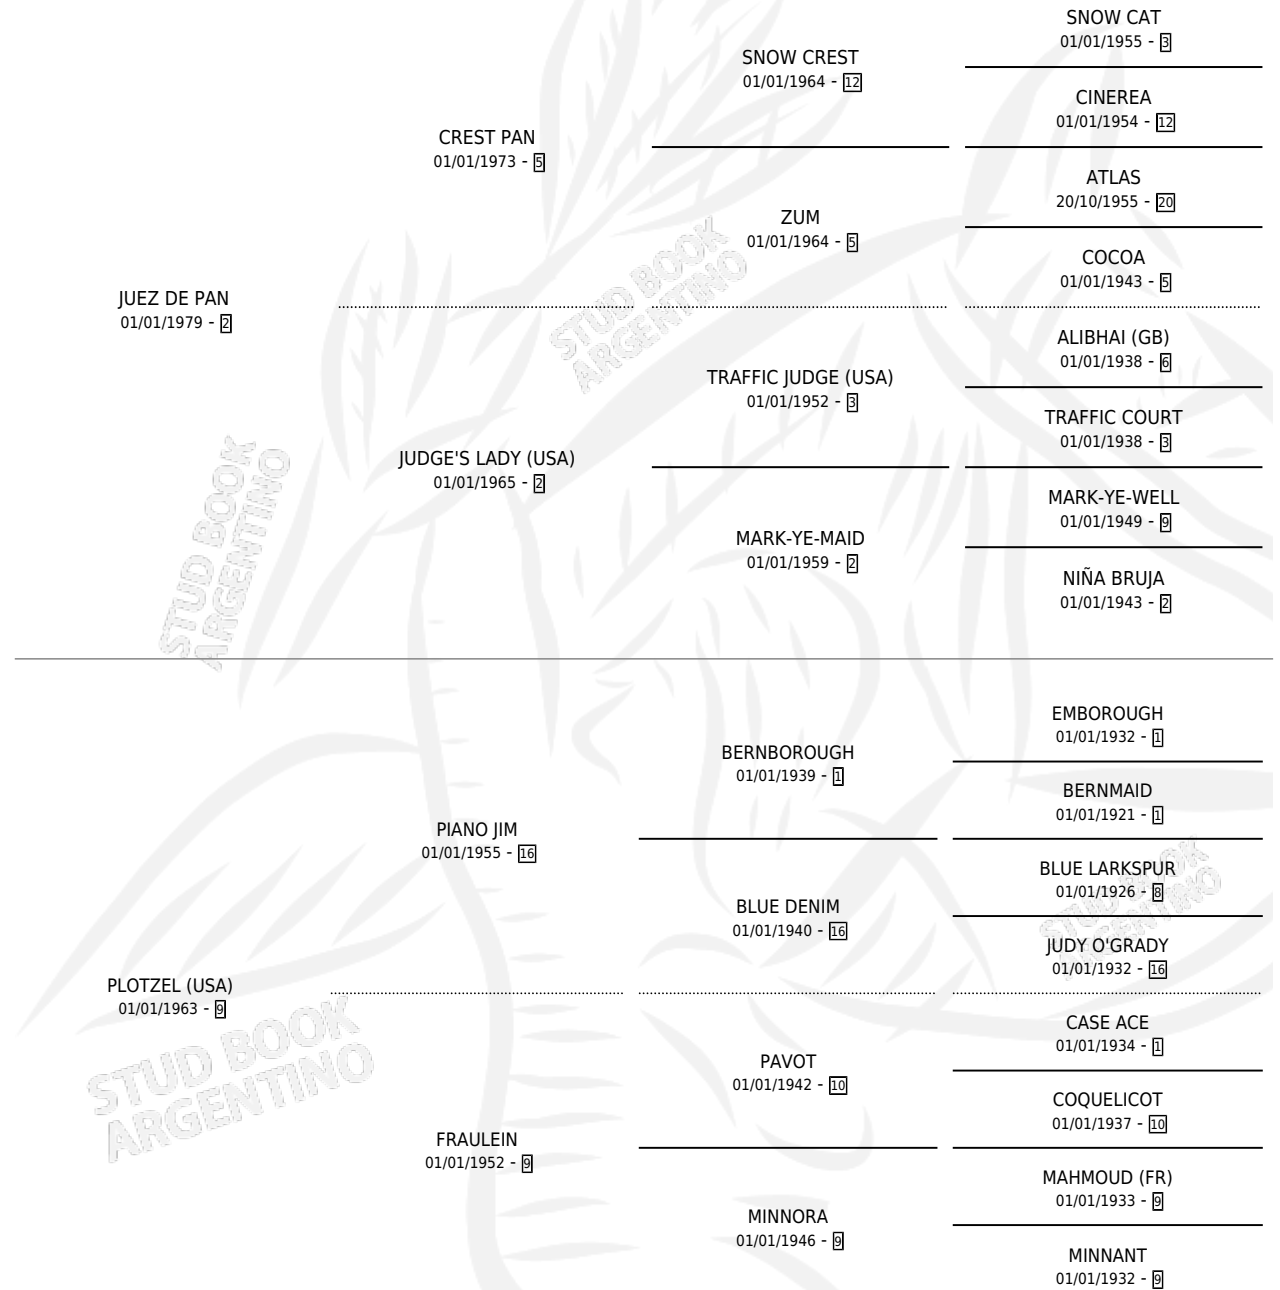 SNOW CAT
01/01/1955 - 3
SNOW CREST
01/01/1964 - 12
CINEREA
01/01/1954 - 12
CREST PAN
01/01/1973 - 5
ATLAS
20/10/1955 - 20
ZUM
01/01/1964 - 5
COCOA
01/01/1943 - 5
JUEZ DE PAN
01/01/1979 - 2
STUD BOOK
ARGENTINO
ALIBHAI (GB)
01/01/1938 - 6
TRAFFIC JUDGE (USA)
01/01/1952 - 3
TRAFFIC COURT
01/01/1938 - 3
JUDGE'S LADY (USA)
01/01/1965 - 2
MARK-YE-WELL
01/01/1949 - 9
MARK-YE-MAID
01/01/1959 - 2
NIÑA BRUJA
01/01/1943 - 2
STUD BOOK
ARGENTINO
EMBOROUGH
01/01/1932 - 1
BERNBOROUGH
01/01/1939 - 1
BERNMAID
01/01/1921 - 1
PIANO JIM
01/01/1955 - 16
BLUE LARKSPUR
01/01/1926 - 8
BLUE DENIM
01/01/1940 - 16
STUD BOOK
ARGENTINO
JUDY O'GRADY
01/01/1932 - 16
PLOTZEL (USA)
01/01/1963 - 9
STUD BOOK
ARGENTINO
CASE ACE
01/01/1934 - 1
PAVOT
01/01/1942 - 10
COQUELICOT
01/01/1937 - 10
FRAULEIN
01/01/1952 - 9
MAHMOUD (FR)
01/01/1933 - 9
MINNORA
01/01/1946 - 9
MINNANT
01/01/1932 - 9